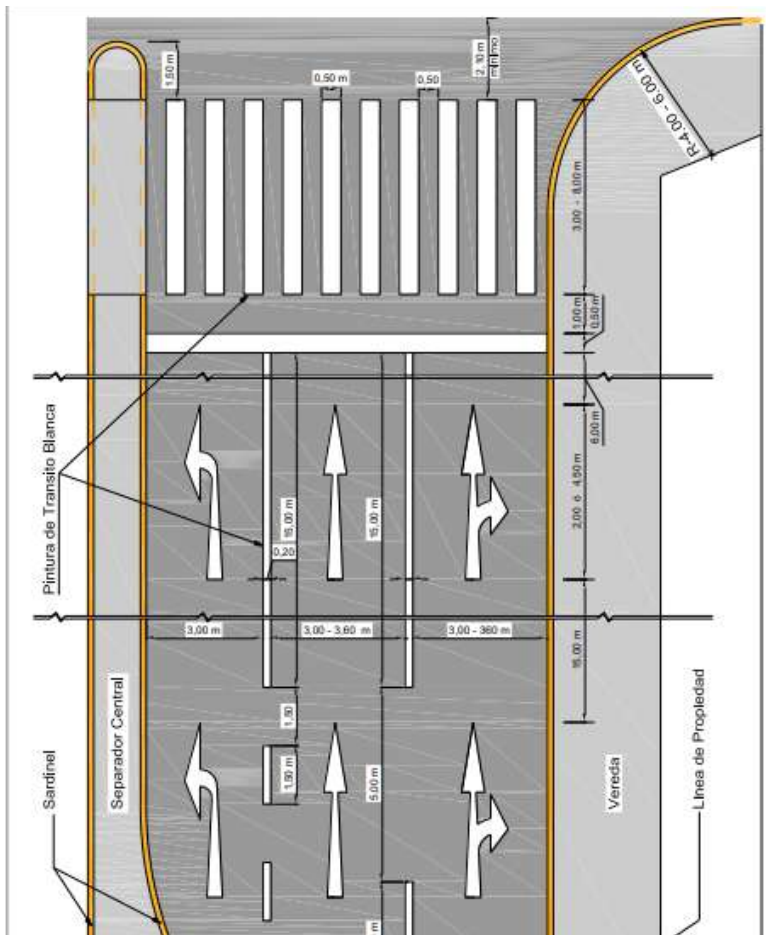 1,50 m
0,50 m
0,50
2,10 m
mínimo
R-4.00 - 6.00 m
3,00 - 8,00 m
1,00 m
0,50 m
6,00 m
Pintura de Transito Blanca
15,00 m
15,00 m
0,20
2,00 ó 4,50 m
3,00 m
3,00 - 3,60 m
3,00 - 360 m
15,00 m
1,50
1,50 m
5,00 m
Sardinel
Separador Central
Vereda
Línea de Propiedad
m